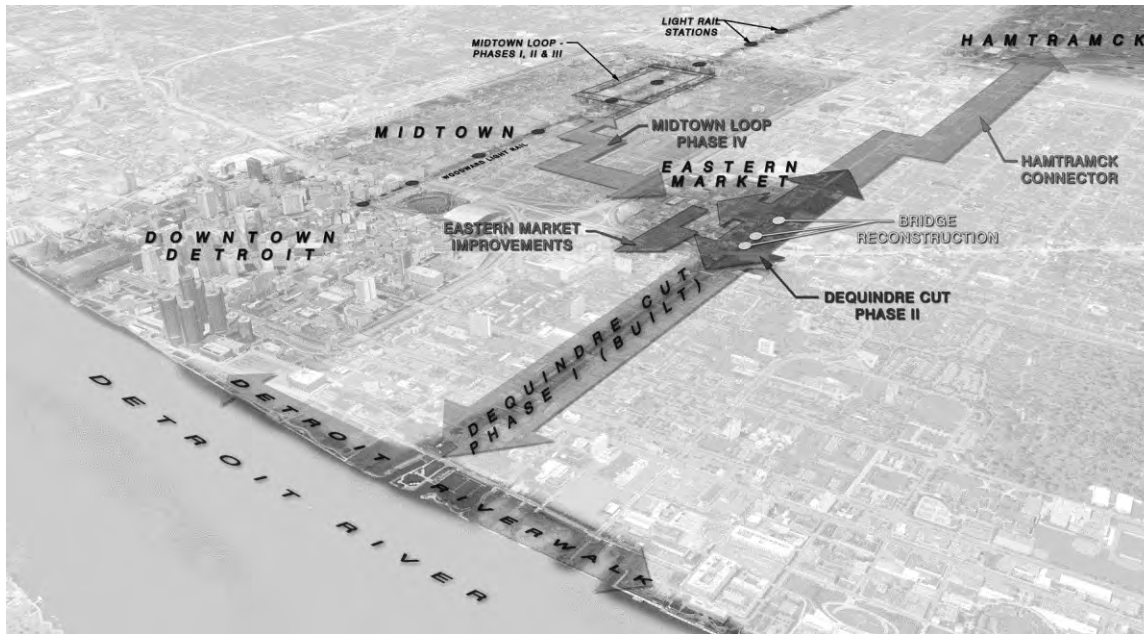 LIGHT RAIL
STATIONS
HAMTRAMCK
MIDTOWN LOOP -
PHASES I, II & III
MIDTOWN
MIDTOWN LOOP
PHASE IV
WOODWARD LIGHT RAIL
EASTERN
MARKET
HAMTRAMCK
CONNECTOR
EASTERN MARKET
IMPROVEMENTS
BRIDGE
RECONSTRUCTION
DOWNTOWN
DETROIT
DEQUINDRE CUT
PHASE II
DEQUINDRE CUT
PHASE I (BUILT)
DETROIT RIVERWALK
DETROIT RIVER